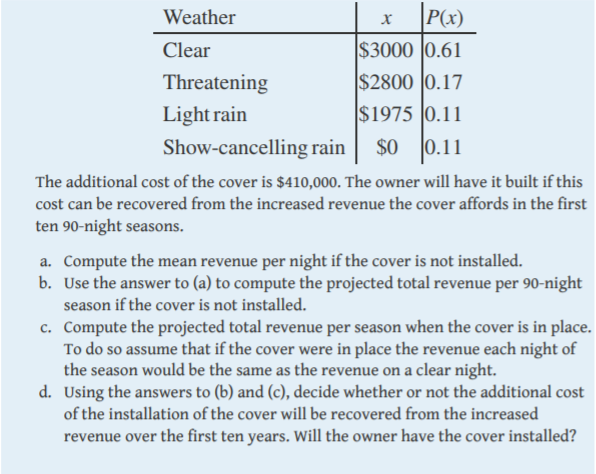 Weather x P(x)
Clear $3000 0.61
Threatening $2800 0.17
Light rain $1975 0.11
Show-cancelling rain $0 0.11
The additional cost of the cover is $410,000. The owner will have it built if this
cost can be recovered from the increased revenue the cover affords in the first
ten 90-night seasons.
a. Compute the mean revenue per night if the cover is not installed.
b. Use the answer to (a) to compute the projected total revenue per 90-night
season if the cover is not installed.
c. Compute the projected total revenue per season when the cover is in place.
To do so assume that if the cover were in place the revenue each night of
the season would be the same as the revenue on a clear night.
d. Using the answers to (b) and (c), decide whether or not the additional cost
of the installation of the cover will be recovered from the increased
revenue over the first ten years. Will the owner have the cover installed?